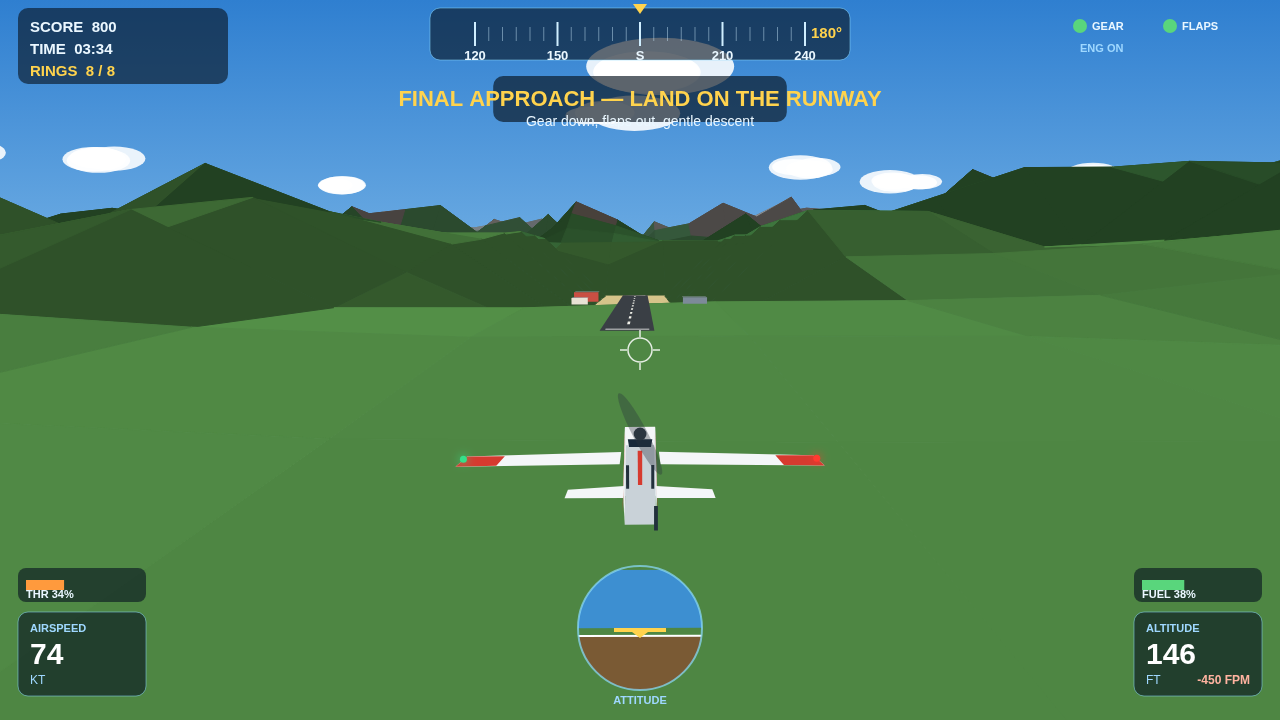 SCORE 800
TIME 03:34
RINGS 8 / 8
120 150 S 210 240
180°
GEAR FLAPS
ENG ON
FINAL APPROACH — LAND ON THE RUNWAY
Gear down, flaps out, gentle descent
THR 34%
AIRSPEED
74
KT
ATTITUDE
FUEL 38%
ALTITUDE
146
FT -450 FPM